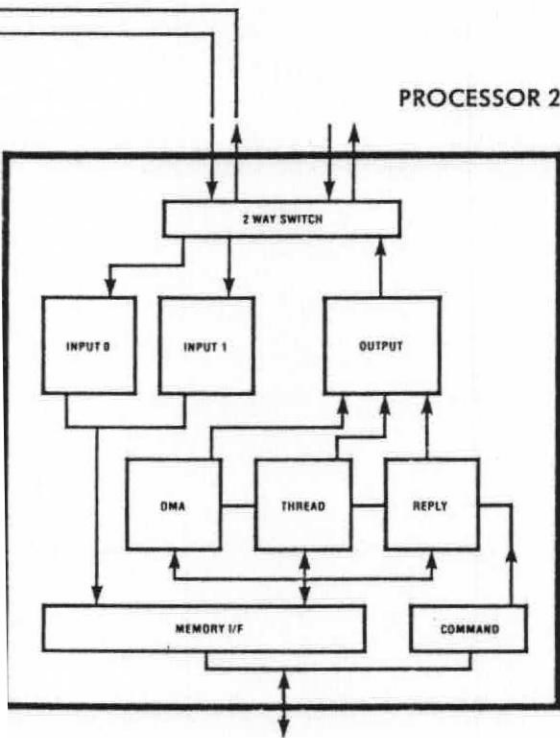 PROCESSOR 2
2 WAY SWITCH
INPUT 0
INPUT 1
OUTPUT
DMA
THREAD
REPLY
MEMORY I/F
COMMAND